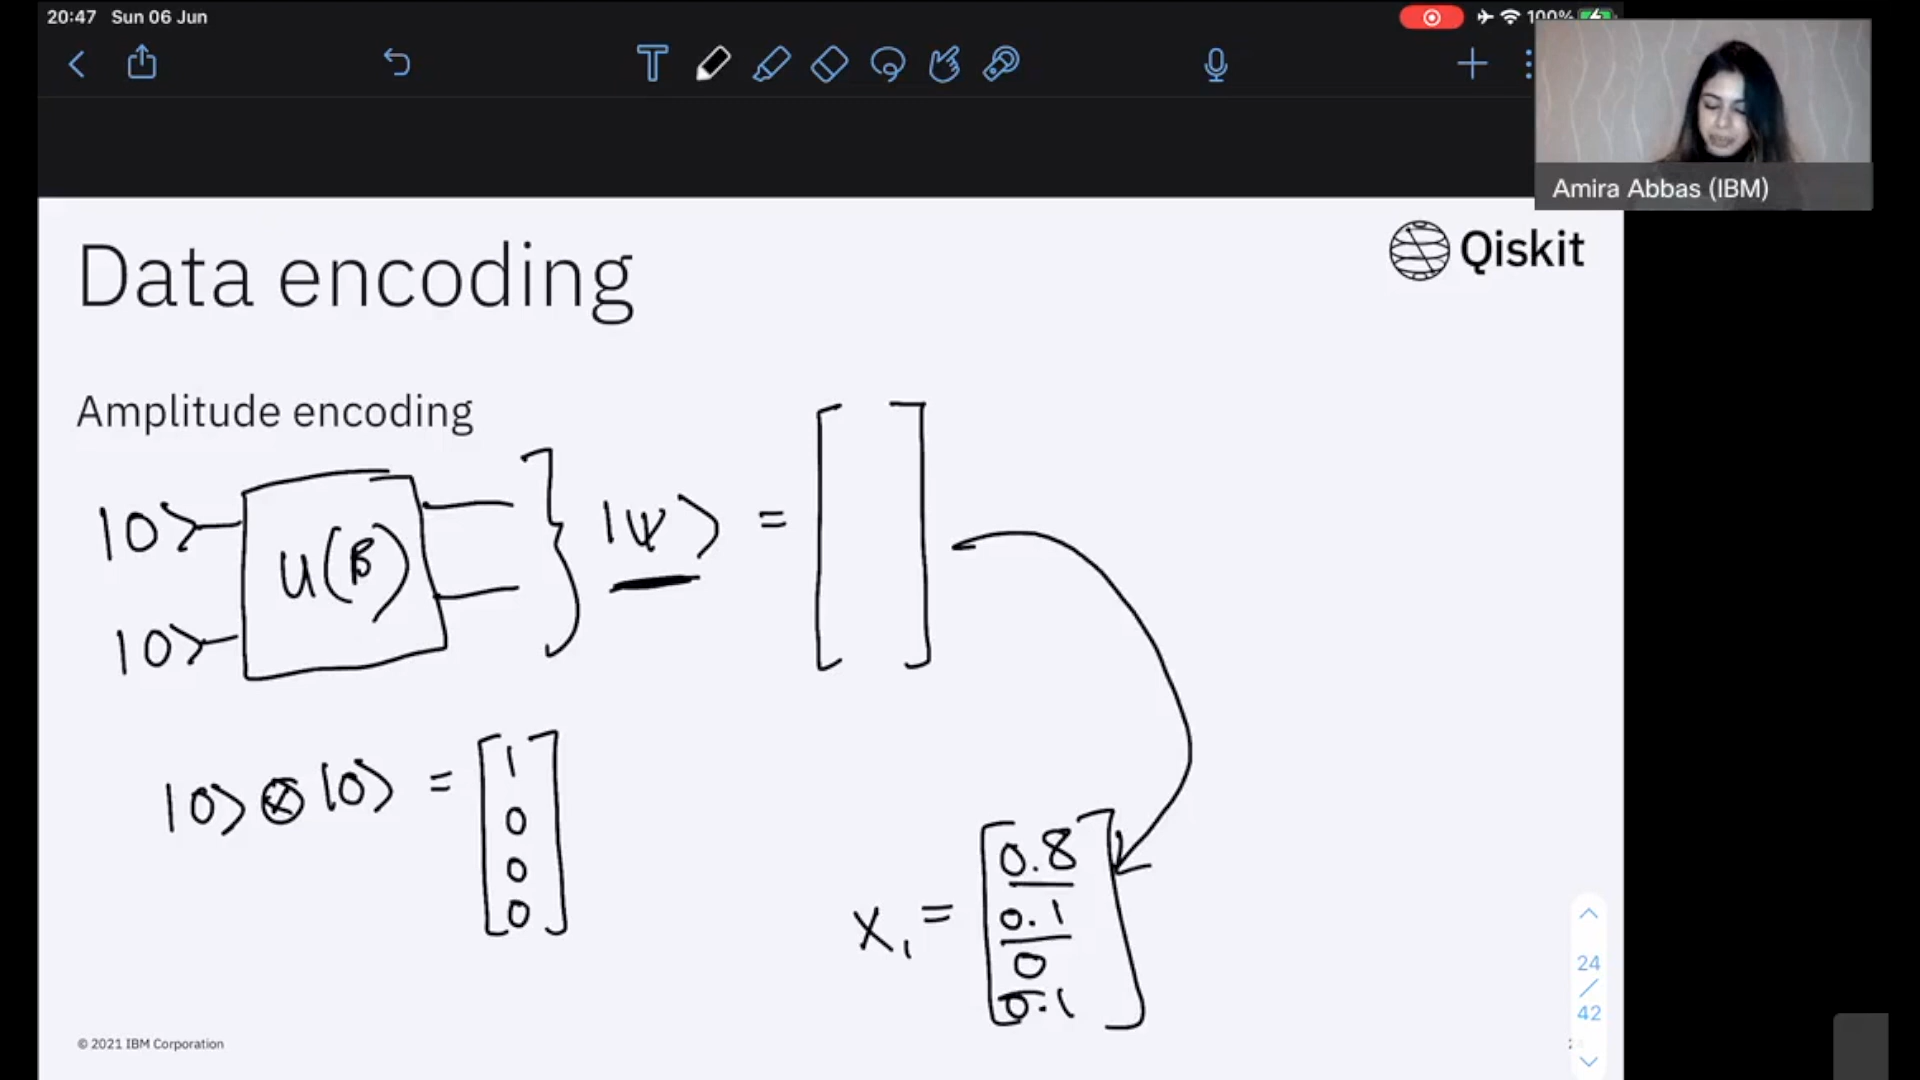 20:47 Sun 06 Jun
100%
Amira Abbas (IBM)
Qiskit
Data encoding
Amplitude encoding
|0>
U(β)
|ψ> = [ ]
|0>
|0> ⊗ |0> = [1
0
0
0]
x₁ = [0.8
0.1
0
0.1]
24
/
42
© 2021 IBM Corporation